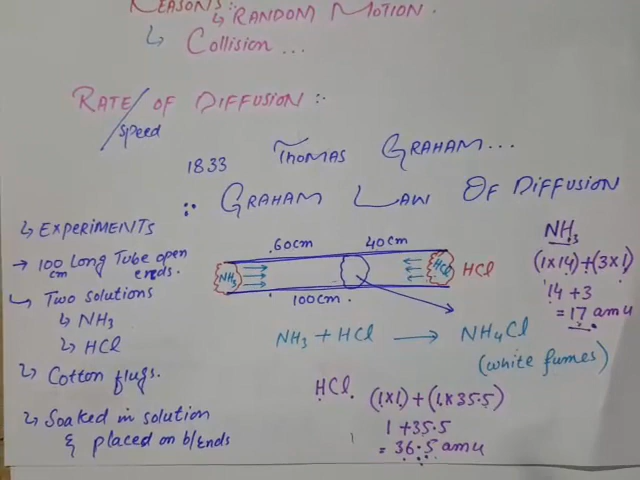 REASONS:
↳ RANDOM MOTION.
↳ Collision...
RATE/ OF DIFFUSION :-
speed
1833 THOMAS GRAHAM...
:: GRAHAM LAW OF DIFFUSION
↳ EXPERIMENTS
→ 100 cm Long Tube open ends.
↳ Two solutions
↳ NH3
↳ HCl
↳ Cotton flugs.
↳ Soaked in solution
& placed on b/ends
60cm 40cm
NH3 HCl HCl
100cm.
NH3 + HCl → NH4Cl
(white fumes)
NH3
(1x14)+(3x1)
14+3
= 17 amu
HCl. (1x1)+(1x35.5)
1+35.5
= 36.5 amu